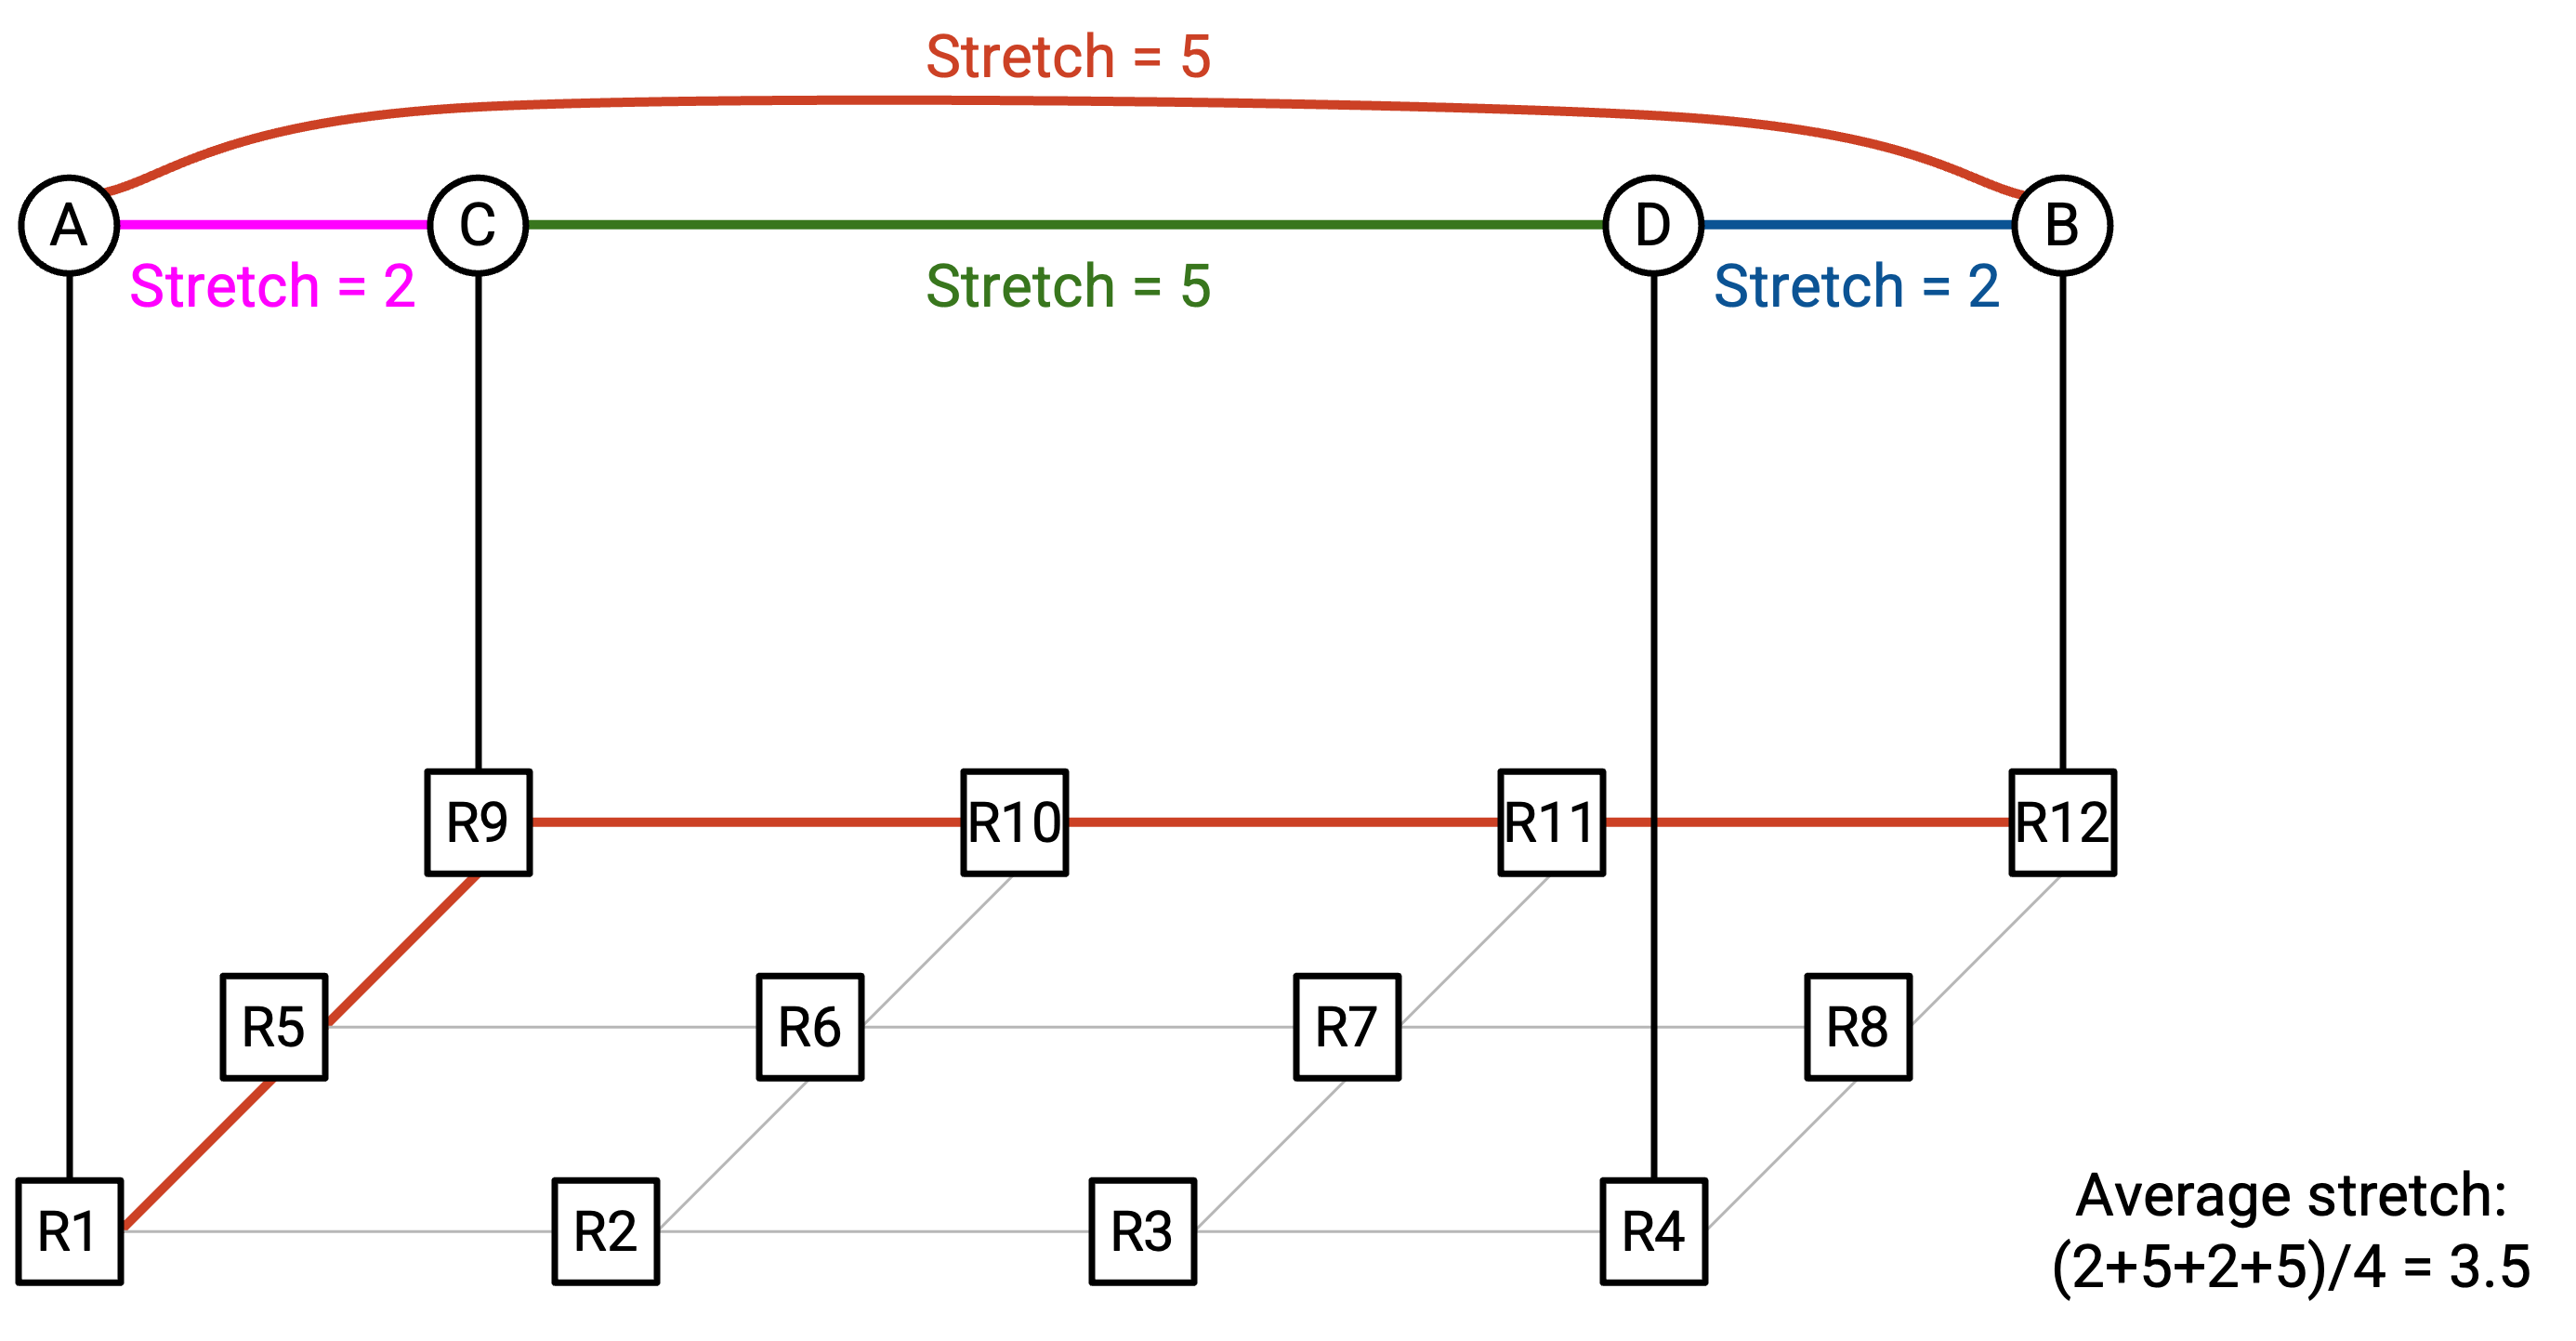 Stretch = 5
A
C
D
B
Stretch = 2
Stretch = 5
Stretch = 2
R9
R10
R11
R12
R5
R6
R7
R8
R1
R2
R3
R4
Average stretch:
(2+5+2+5)/4 = 3.5